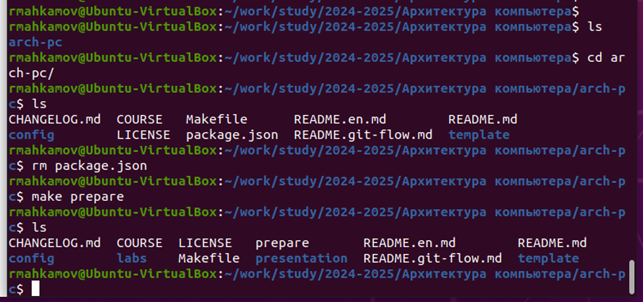 rmahkamov@Ubuntu-VirtualBox:~/work/study/2024-2025/Архитектура компьютера$
rmahkamov@Ubuntu-VirtualBox:~/work/study/2024-2025/Архитектура компьютера$ ls
arch-pc
rmahkamov@Ubuntu-VirtualBox:~/work/study/2024-2025/Архитектура компьютера$ cd ar
ch-pc/
rmahkamov@Ubuntu-VirtualBox:~/work/study/2024-2025/Архитектура компьютера/arch-p
c$ ls
CHANGELOG.md  COURSE   Makefile      README.en.md        README.md
config        LICENSE  package.json  README.git-flow.md  template
rmahkamov@Ubuntu-VirtualBox:~/work/study/2024-2025/Архитектура компьютера/arch-p
c$ rm package.json
rmahkamov@Ubuntu-VirtualBox:~/work/study/2024-2025/Архитектура компьютера/arch-p
c$ make prepare
rmahkamov@Ubuntu-VirtualBox:~/work/study/2024-2025/Архитектура компьютера/arch-p
c$ ls
CHANGELOG.md  COURSE  LICENSE   prepare       README.en.md        README.md
config        labs    Makefile  presentation  README.git-flow.md  template
rmahkamov@Ubuntu-VirtualBox:~/work/study/2024-2025/Архитектура компьютера/arch-p
c$